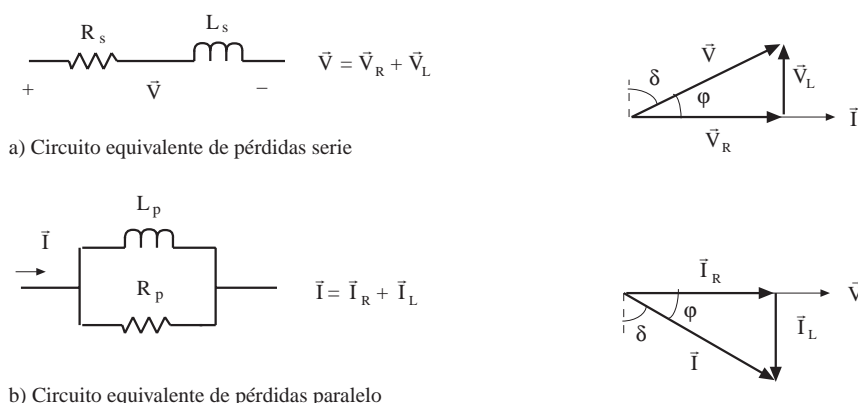 R s
L s
+
V⃗
−
V⃗ = V⃗ R + V⃗ L
V⃗
δ
φ
V⃗ L
V⃗ R
I⃗
a) Circuito equivalente de pérdidas serie
L p
I⃗
R p
I⃗ = I⃗ R + I⃗ L
I⃗ R
V⃗
φ
δ
I⃗ L
I⃗
b) Circuito equivalente de pérdidas paralelo